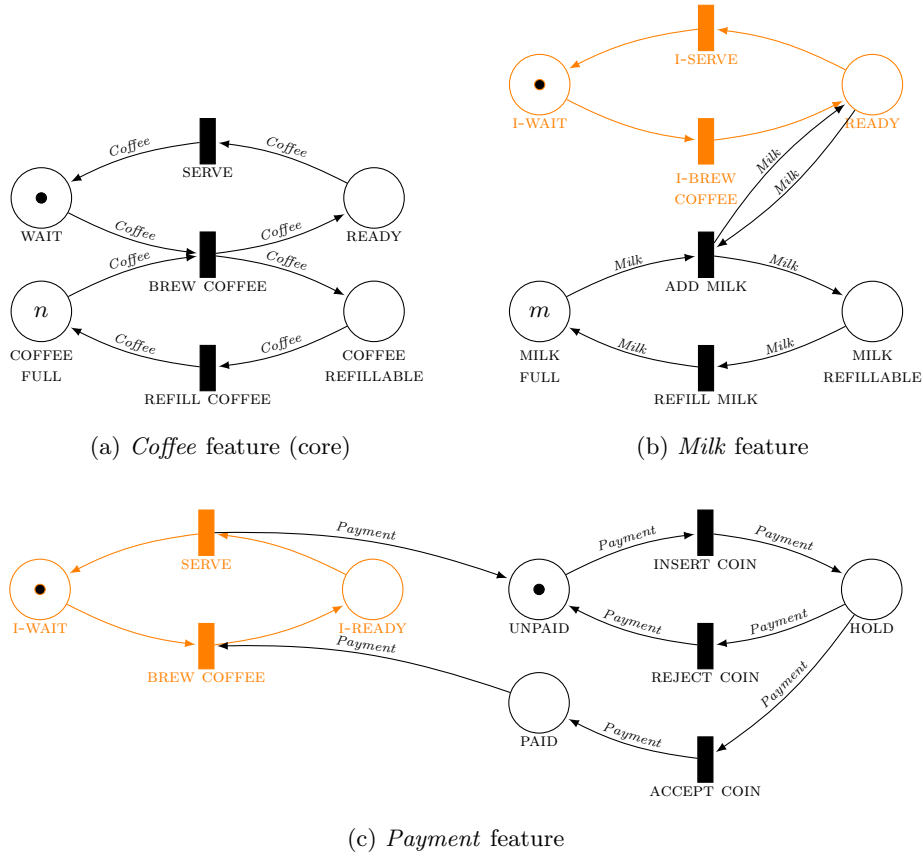 I-SERVE
I-WAIT
READY
I-BREW
COFFEE
Milk
Milk
Milk
Milk
ADD MILK
m
MILK
FULL
MILK
REFILLABLE
Milk
Milk
REFILL MILK
(b) Milk feature
Coffee
Coffee
SERVE
WAIT
READY
Coffee
Coffee
Coffee
Coffee
BREW COFFEE
n
COFFEE
FULL
COFFEE
REFILLABLE
Coffee
Coffee
REFILL COFFEE
(a) Coffee feature (core)
Payment
SERVE
I-WAIT
I-READY
BREW COFFEE
Payment
Payment
Payment
INSERT COIN
UNPAID
HOLD
Payment
Payment
REJECT COIN
Payment
PAID
Payment
ACCEPT COIN
(c) Payment feature